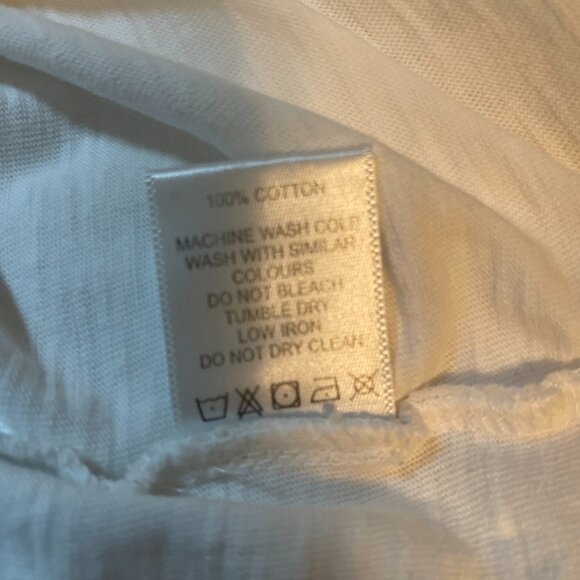 100% COTTON
MACHINE WASH COLD
WASH WITH SIMILAR
COLOURS
DO NOT BLEACH
TUMBLE DRY
LOW IRON
DO NOT DRY CLEAN